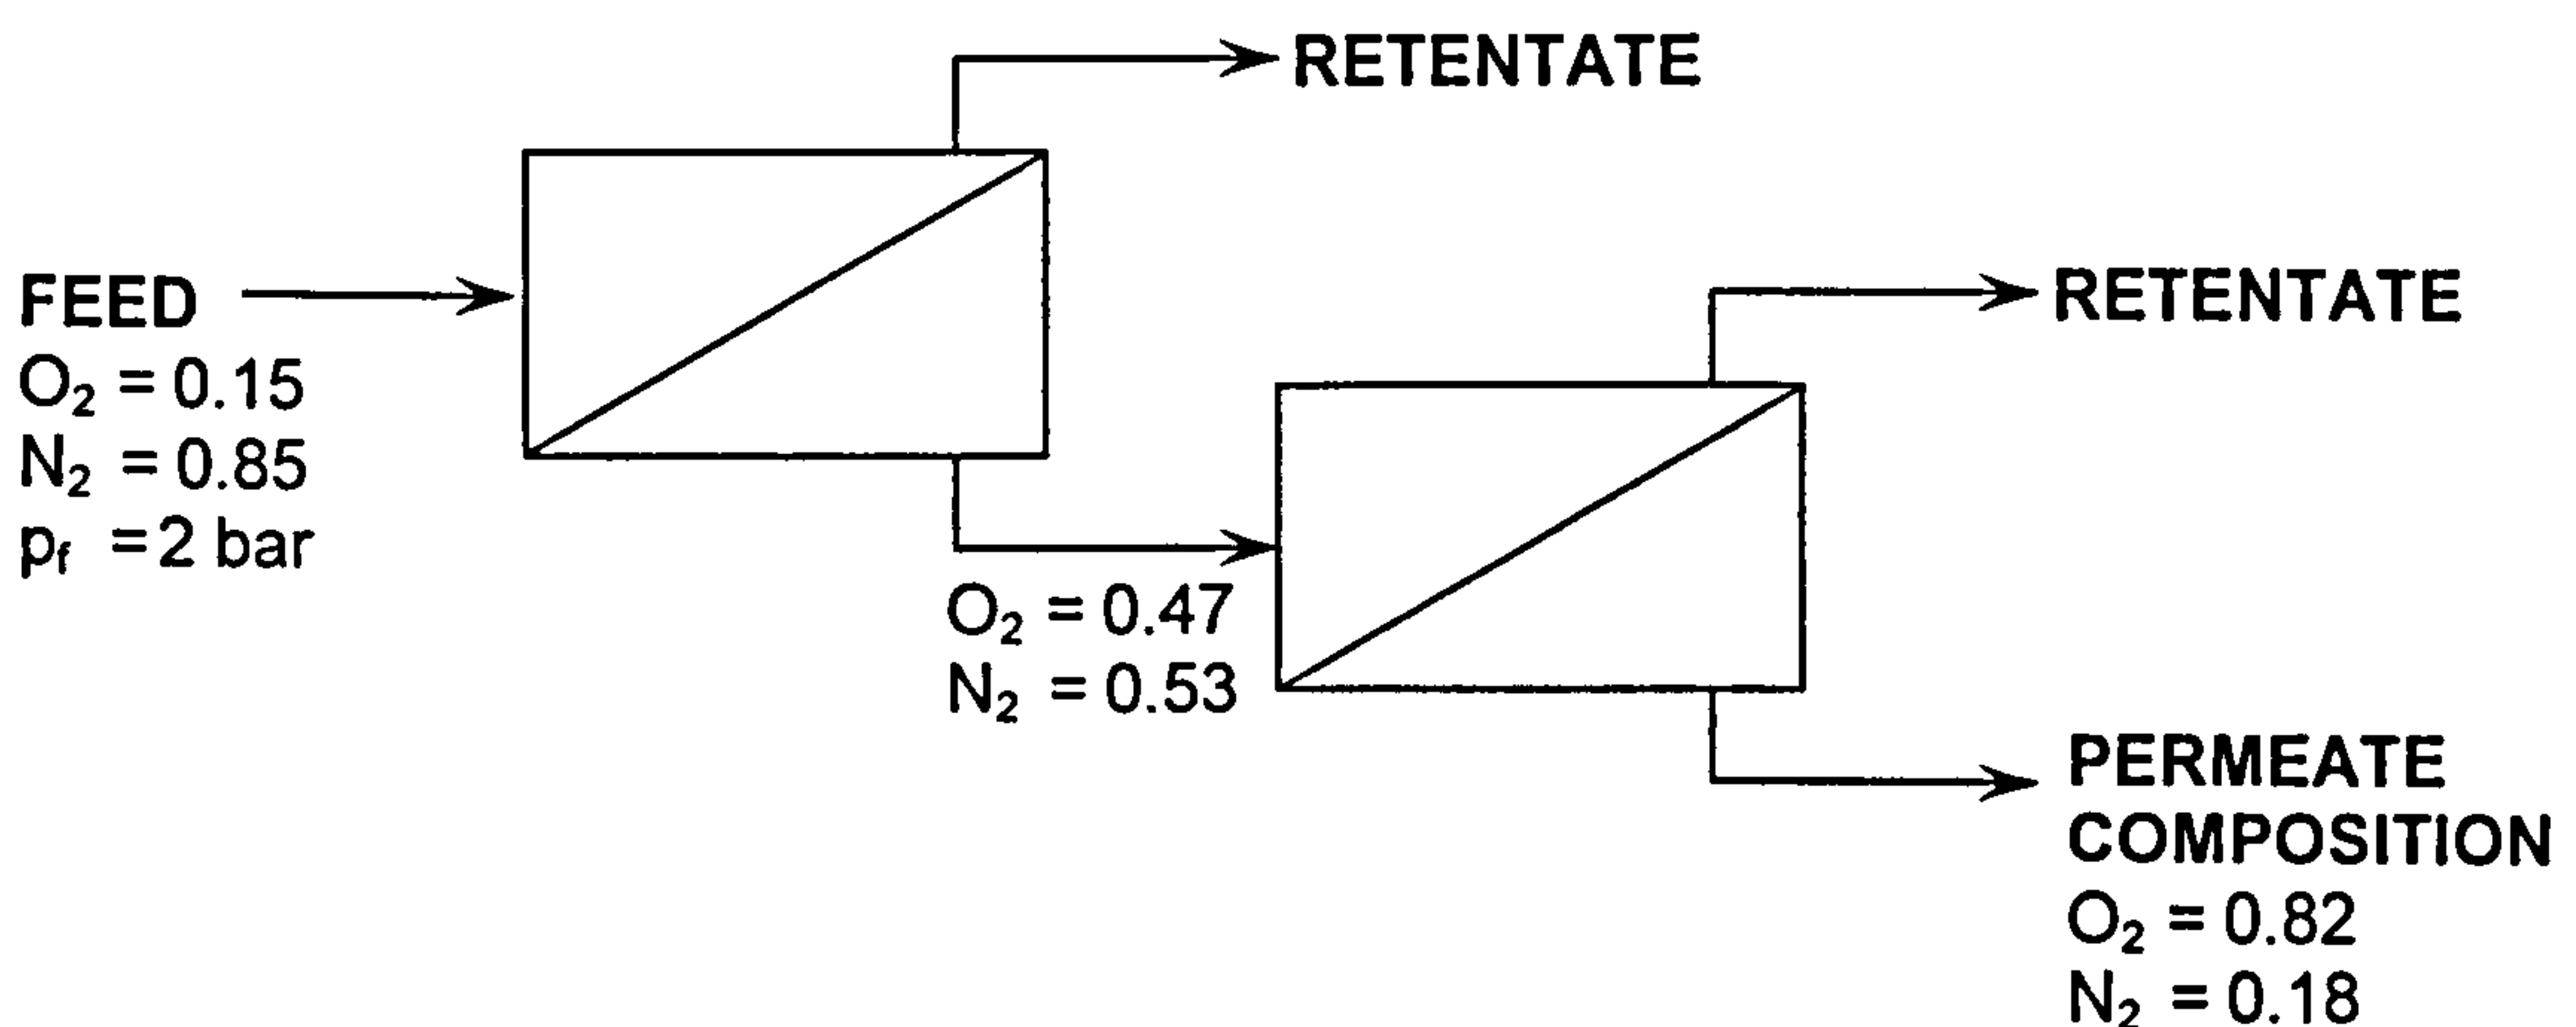 RETENTATE
FEED
O₂ = 0.15
N₂ = 0.85
p_f = 2 bar
RETENTATE
O₂ = 0.47
N₂ = 0.53
PERMEATE
COMPOSITION
O₂ = 0.82
N₂ = 0.18